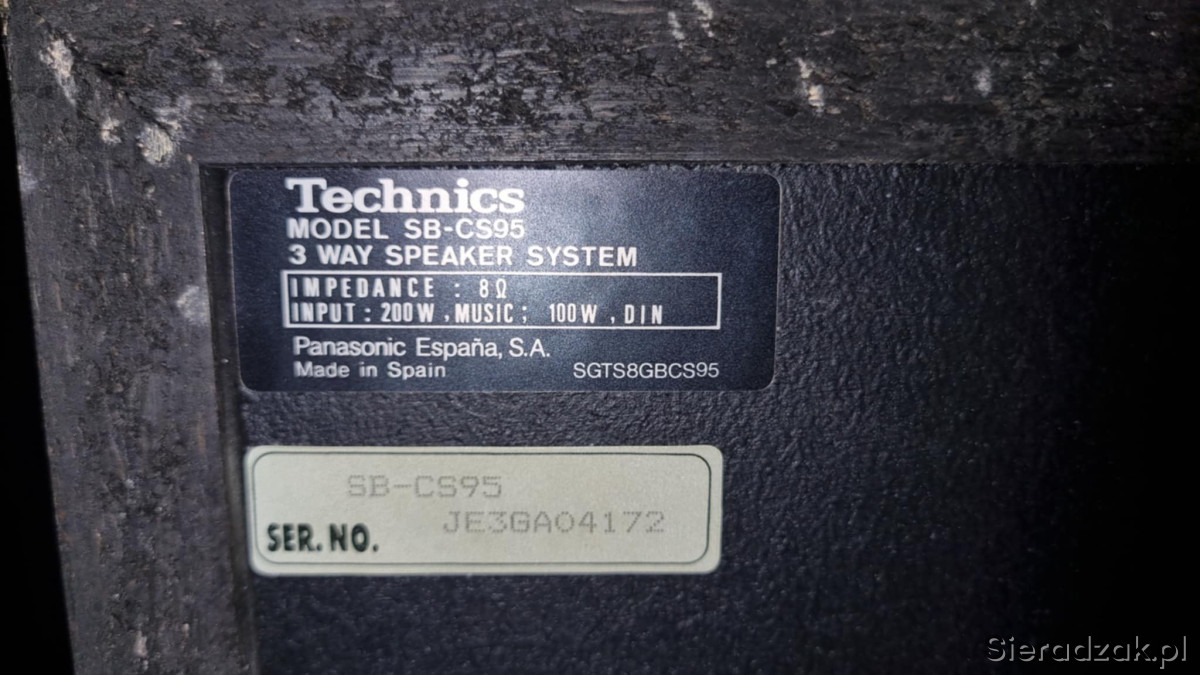 Technics
MODEL SB-CS95
3 WAY SPEAKER SYSTEM
IMPEDANCE : 8Ω
INPUT : 200W , MUSIC ; 100W , DIN
Panasonic España, S.A.
Made in Spain SGTS8GBCS95
SB-CS95
JE3GA04172
SER. NO.
Sieradzak.pl